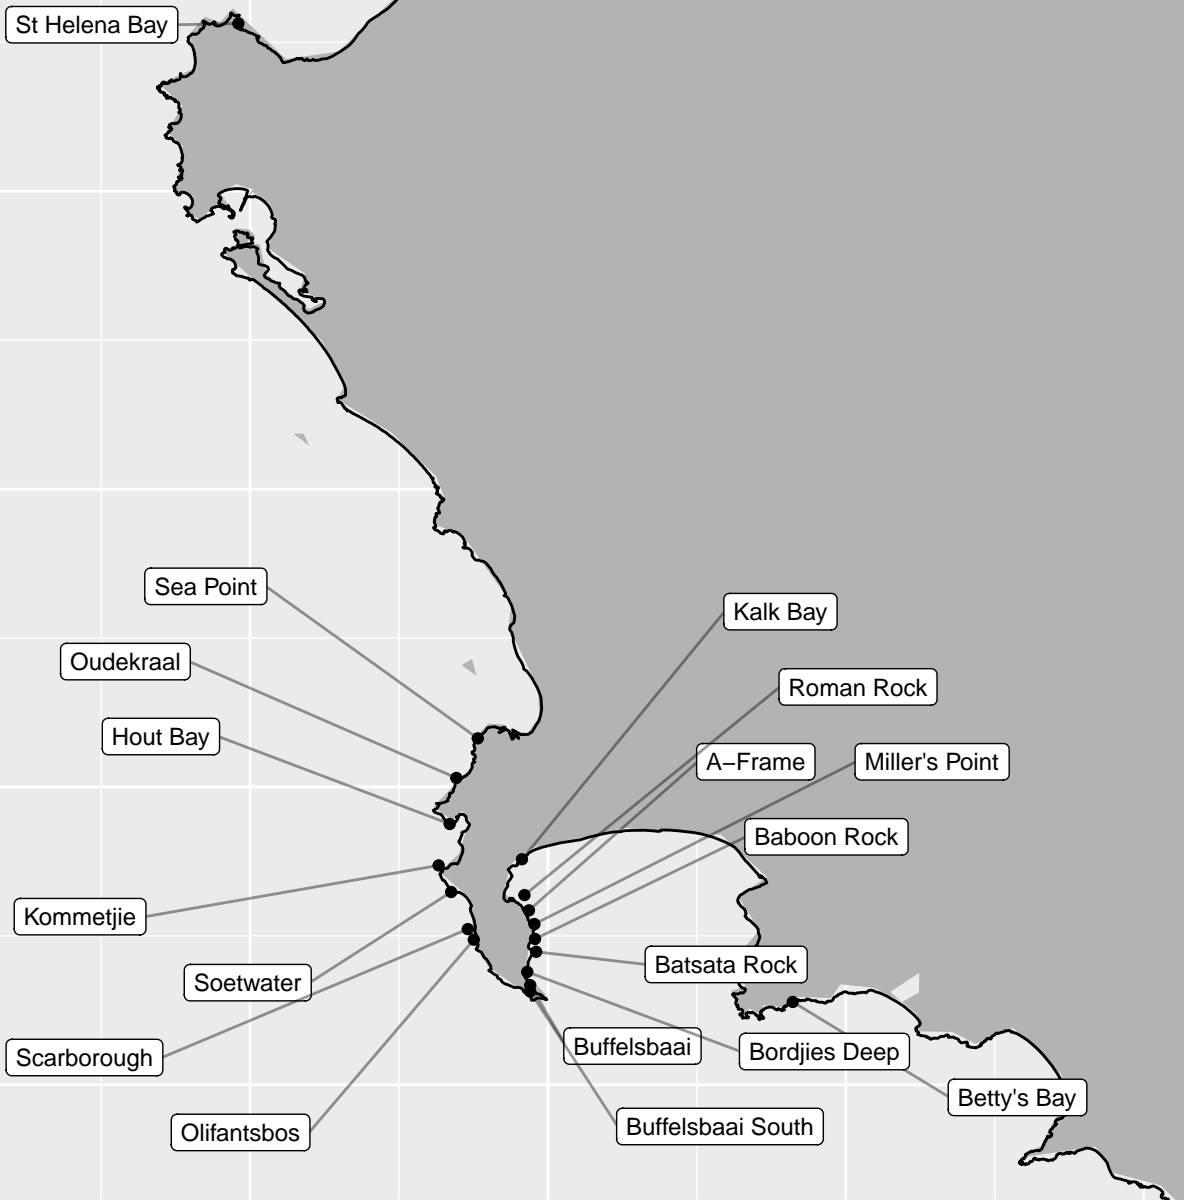 St Helena Bay
Sea Point
Kalk Bay
Oudekraal
Roman Rock
Hout Bay
A−Frame
Miller's Point
Baboon Rock
Kommetjie
Batsata Rock
Soetwater
Buffelsbaai
Bordjies Deep
Scarborough
Betty's Bay
Buffelsbaai South
Olifantsbos